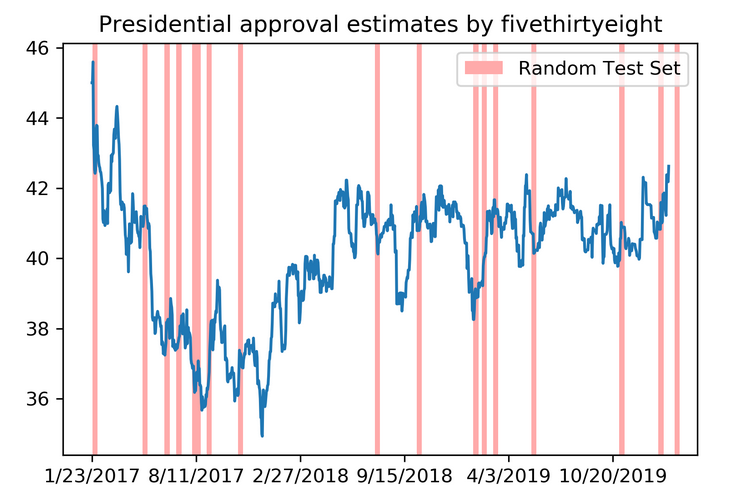 Presidential approval estimates by fivethirtyeight
46
44
42
40
38
36
Random Test Set
1/23/2017 8/11/2017 2/27/2018 9/15/2018 4/3/2019 10/20/2019